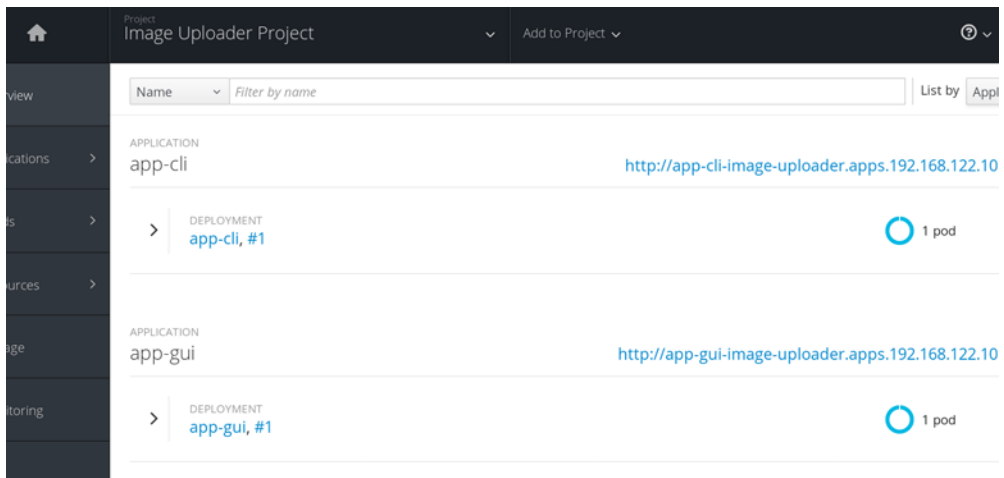 Project
Image Uploader Project
Add to Project
rview
Name
Filter by name
List by
Appl
APPLICATION
app-cli
http://app-cli-image-uploader.apps.192.168.122.10
ications
DEPLOYMENT
app-cli, #1
1 pod
ds
urces
APPLICATION
app-gui
http://app-gui-image-uploader.apps.192.168.122.10
age
DEPLOYMENT
app-gui, #1
1 pod
itoring